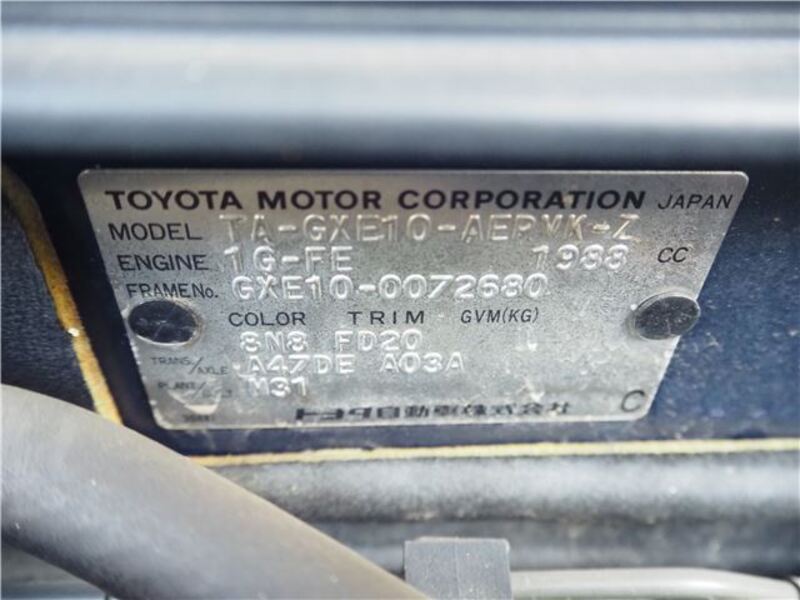 TOYOTA MOTOR CORPORATION JAPAN
MODEL TA-GXE10-AEPVK-Z
ENGINE 1G-FE 1988 CC
FRAME No. GXE10-0072680
COLOR TRIM GVM(KG)
8N8 FD20
TRANS./AXLE A47DE A03A
PLANT/ M31
トヨタ自動車株式会社 C